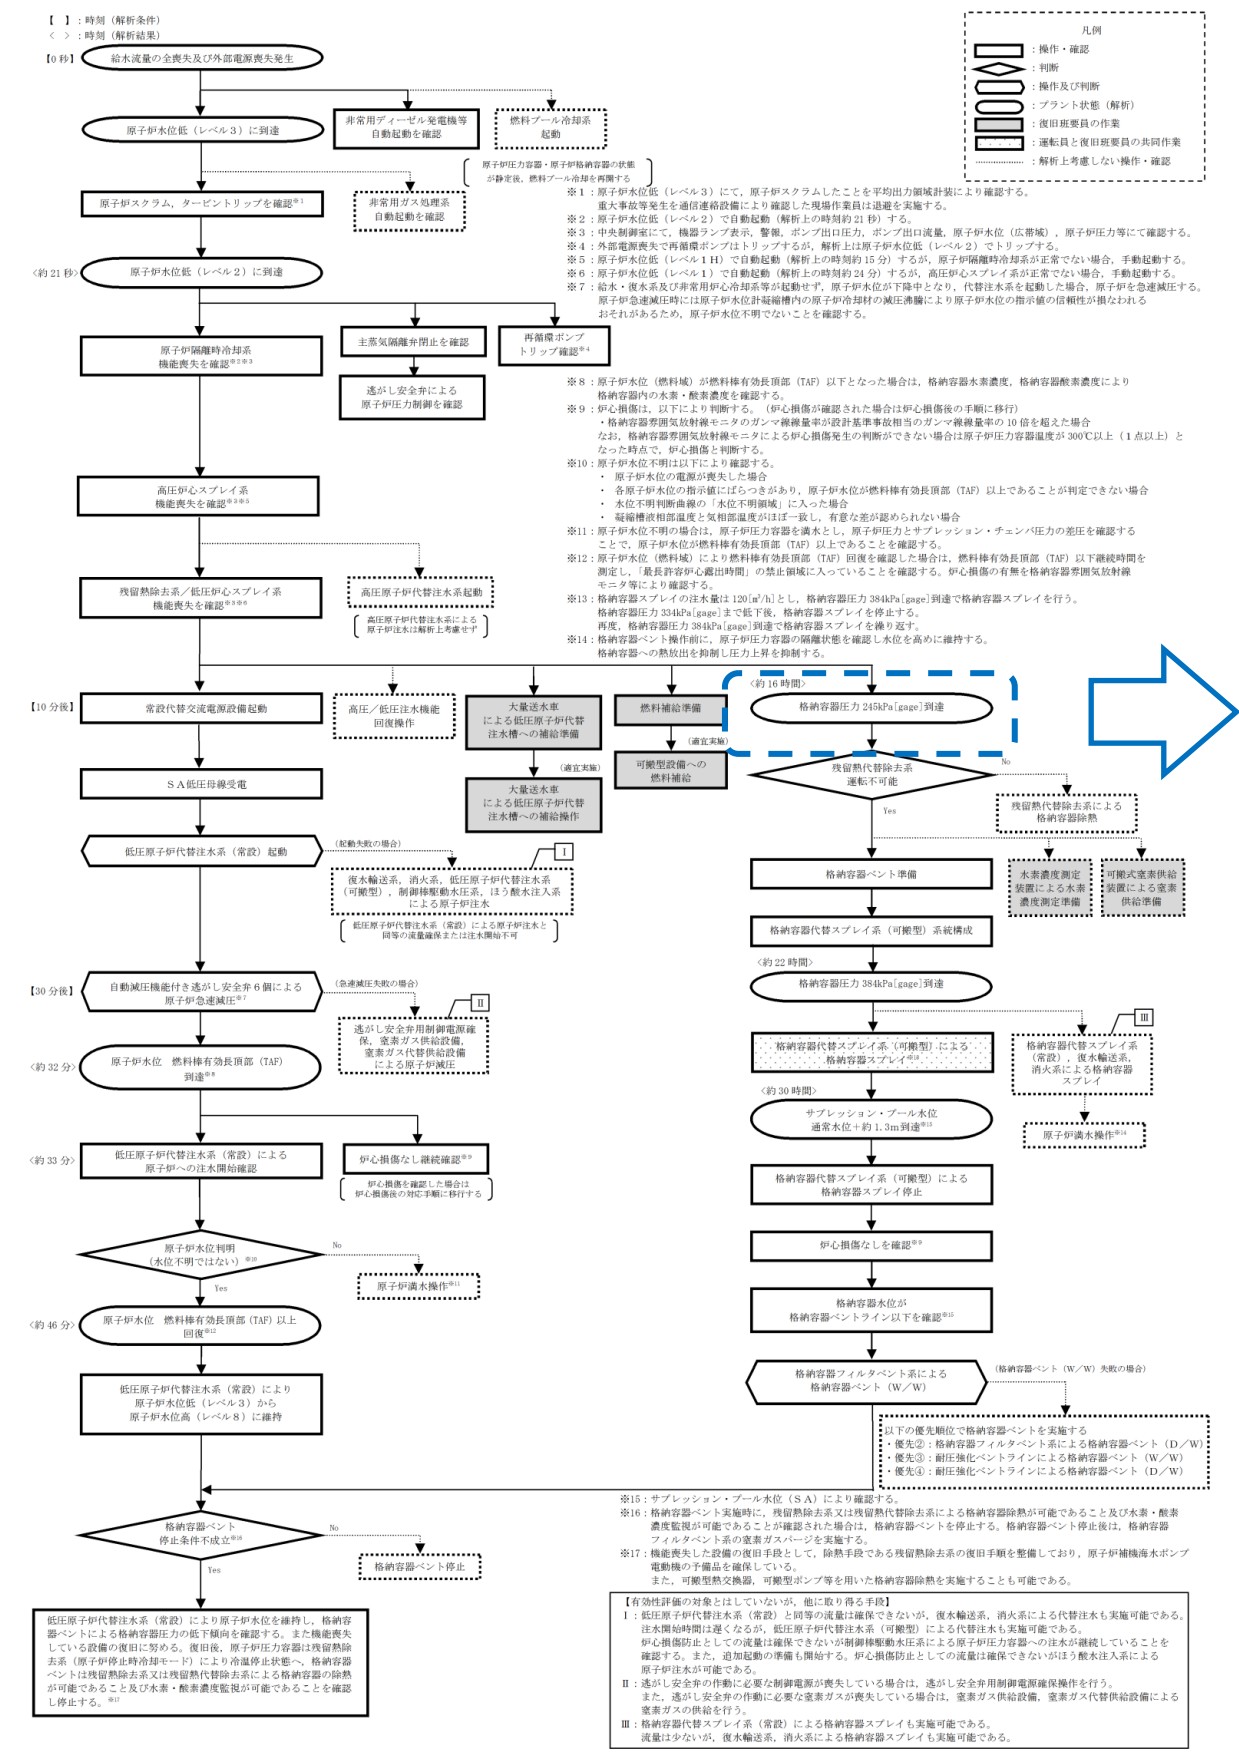 【 】：時刻（解析条件）
＜ ＞：時刻（解析結果）
【0 秒】
給水流量の全喪失及び外部電源喪失発生
原子炉水位低（レベル３）に到達
非常用ディーゼル発電機等
自動起動を確認
燃料プール冷却系
起動
原子炉圧力容器・原子炉格納容器の状態
が静定後，燃料プール冷却を再開する
原子炉スクラム，タービントリップを確認※1
非常用ガス処理系
自動起動を確認
〈約 21 秒〉
原子炉水位低（レベル２）に到達
原子炉隔離時冷却系
機能喪失を確認※2※3
主蒸気隔離弁閉止を確認
再循環ポンプ
トリップ確認※4
逃がし安全弁による
原子炉圧力制御を確認
高圧炉心スプレイ系
機能喪失を確認※3※5
残留熱除去系／低圧炉心スプレイ系
機能喪失を確認※3※6
高圧原子炉代替注水系起動
高圧原子炉代替注水系による
原子炉注水は解析上考慮せず
凡例
：操作・確認
：判断
：操作及び判断
：プラント状態（解析）
：復旧班要員の作業
：運転員と復旧班要員の共同作業
：解析上考慮しない操作・確認
※１：原子炉水位低（レベル３）にて，原子炉スクラムしたことを平均出力領域計装により確認する。
重大事故等発生を通信連絡設備により確認した現場作業員は退避を実施する。
※２：原子炉水位低（レベル２）で自動起動（解析上の時刻約 21 秒）する。
※３：中央制御室にて，機器ランプ表示，警報，ポンプ出口圧力，ポンプ出口流量，原子炉水位（広帯域），原子炉圧力等にて確認する。
※４：外部電源喪失で再循環ポンプはトリップするが，解析上は原子炉水位低（レベル２）でトリップする。
※５：原子炉水位低（レベル１Ｈ）で自動起動（解析上の時刻約 15 分）するが，原子炉隔離時冷却系が正常でない場合，手動起動する。
※６：原子炉水位低（レベル１）で自動起動（解析上の時刻約 24 分）するが，高圧炉心スプレイ系が正常でない場合，手動起動する。
※７：給水・復水系及び非常用炉心冷却系等が起動せず，原子炉水位が下降中となり，代替注水系を起動した場合，原子炉を急速減圧する。
原子炉急速減圧時には原子炉水位計凝縮槽内の原子炉冷却材の減圧沸騰により原子炉水位の指示値の信頼性が損なわれる
おそれがあるため，原子炉水位不明でないことを確認する。
※８：原子炉水位（燃料域）が燃料棒有効長頂部（TAF）以下となった場合は，格納容器水素濃度，格納容器酸素濃度により
格納容器内の水素・酸素濃度を確認する。
※９：炉心損傷は，以下により判断する。（炉心損傷が確認された場合は炉心損傷後の手順に移行）
・格納容器雰囲気放射線モニタのガンマ線線量率が設計基準事故相当のガンマ線線量率の 10 倍を超えた場合
なお，格納容器雰囲気放射線モニタによる炉心損傷発生の判断ができない場合は原子炉圧力容器温度が 300℃以上（１点以上）と
なった時点で，炉心損傷と判断する。
※10：原子炉水位不明は以下により確認する。
・ 原子炉水位の電源が喪失した場合
・ 各原子炉水位の指示値にばらつきがあり，原子炉水位が燃料棒有効長頂部（TAF）以上であることが判定できない場合
・ 水位不明判断曲線の「水位不明領域」に入った場合
・ 凝縮槽液相部温度と気相部温度がほぼ一致し，有意な差が認められない場合
※11：原子炉水位不明の場合は，原子炉圧力容器を満水とし，原子炉圧力とサプレッション・チェンバ圧力の差圧を確認する
ことで，原子炉水位が燃料棒有効長頂部（TAF）以上であることを確認する。
※12：原子炉水位（燃料域）により燃料棒有効長頂部（TAF）回復を確認した場合は，燃料棒有効長頂部（TAF）以下継続時間を
測定し，「最長許容炉心露出時間」の禁止領域に入っていることを確認する。炉心損傷の有無を格納容器雰囲気放射線
モニタ等により確認する。
※13：格納容器スプレイの注水量は 120[m³/h]とし，格納容器圧力 384kPa[gage]到達で格納容器スプレイを行う。
格納容器圧力 334kPa[gage]まで低下後，格納容器スプレイを停止する。
再度，格納容器圧力 384kPa[gage]到達で格納容器スプレイを繰り返す。
※14：格納容器ベント操作前に，原子炉圧力容器の隔離状態を確認し水位を高めに維持する。
格納容器への熱放出を抑制し圧力上昇を抑制する。
【10 分後】
常設代替交流電源設備起動
高圧／低圧注水機能
回復操作
大量送水車
による低圧原子炉代替
注水槽への補給準備
燃料補給準備
（適宜実施）
（適宜実施）
可搬型設備への
燃料補給
大量送水車
による低圧原子炉代替
注水槽への補給操作
ＳＡ低圧母線受電
低圧原子炉代替注水系（常設）起動
（起動失敗の場合）
Ⅰ
復水輸送系，消火系，低圧原子炉代替注水系
（可搬型），制御棒駆動水圧系，ほう酸水注入系
による原子炉注水
低圧原子炉代替注水系（常設）による原子炉注水と
同等の流量確保または注水開始不可
【30 分後】
自動減圧機能付き逃がし安全弁６個による
原子炉急速減圧※7
（急速減圧失敗の場合）
Ⅱ
逃がし安全弁用制御電源確
保，窒素ガス供給設備，
窒素ガス代替供給設備
による原子炉減圧
〈約 32 分〉
原子炉水位 燃料棒有効長頂部（TAF）
到達※8
〈約 33 分〉
低圧原子炉代替注水系（常設）による
原子炉への注水開始確認
炉心損傷なし継続確認※9
炉心損傷を確認した場合は
炉心損傷後の対応手順に移行する
原子炉水位判明
（水位不明ではない）※10
No
Yes
原子炉満水操作※11
〈約 46 分〉
原子炉水位 燃料棒有効長頂部（TAF）以上
回復※12
低圧原子炉代替注水系（常設）により
原子炉水位低（レベル３）から
原子炉水位高（レベル８）に維持
格納容器ベント
停止条件不成立※16
No
Yes
格納容器ベント停止
低圧原子炉代替注水系（常設）により原子炉水位を維持し，格納容
器ベントによる格納容器圧力の低下傾向を確認する。また機能喪失
している設備の復旧に努める。復旧後，原子炉圧力容器は残留熱除
去系（原子炉停止時冷却モード）により冷温停止状態へ，格納容器
ベントは残留熱除去系又は残留熱代替除去系による格納容器の除熱
が可能であること及び水素・酸素濃度監視が可能であることを確認
し停止する。※17
〈約 16 時間〉
格納容器圧力 245kPa[gage]到達
残留熱代替除去系
運転不可能
No
Yes
残留熱代替除去系による
格納容器除熱
格納容器ベント準備
水素濃度測定
装置による水素
濃度測定準備
可搬式窒素供給
装置による窒素
供給準備
格納容器代替スプレイ系（可搬型）系統構成
〈約 22 時間〉
格納容器圧力 384kPa[gage]到達
Ⅲ
格納容器代替スプレイ系（可搬型）による
格納容器スプレイ※13
格納容器代替スプレイ系
（常設），復水輸送系，
消火系による格納容器
スプレイ
〈約 30 時間〉
サプレッション・プール水位
通常水位＋約 1.3m到達※15
原子炉満水操作※14
格納容器代替スプレイ系（可搬型）による
格納容器スプレイ停止
炉心損傷なしを確認※9
格納容器水位が
格納容器ベントライン以下を確認※15
格納容器フィルタベント系による
格納容器ベント（Ｗ／Ｗ）
（格納容器ベント（Ｗ／Ｗ）失敗の場合）
以下の優先順位で格納容器ベントを実施する
・優先②：格納容器フィルタベント系による格納容器ベント（Ｄ／Ｗ）
・優先③：耐圧強化ベントラインによる格納容器ベント（Ｗ／Ｗ）
・優先④：耐圧強化ベントラインによる格納容器ベント（Ｄ／Ｗ）
※15：サプレッション・プール水位（ＳＡ）により確認する。
※16：格納容器ベント実施時に，残留熱除去系又は残留熱代替除去系による格納容器除熱が可能であること及び水素・酸素
濃度監視が可能であることが確認された場合は，格納容器ベントを停止する。格納容器ベント停止後は，格納容器
フィルタベント系の窒素ガスパージを実施する。
※17：機能喪失した設備の復旧手段として，除熱手段である残留熱除去系の復旧手順を整備しており，原子炉補機海水ポンプ
電動機の予備品を確保している。
また，可搬型熱交換器，可搬型ポンプ等を用いた格納容器除熱を実施することも可能である。
【有効性評価の対象とはしていないが，他に取り得る手段】
Ⅰ：低圧原子炉代替注水系（常設）と同等の流量は確保できないが，復水輸送系，消火系による代替注水も実施可能である。
注水開始時間は遅くなるが，低圧原子炉代替注水系（可搬型）による代替注水も実施可能である。
炉心損傷防止としての流量は確保できないが制御棒駆動水圧系による原子炉圧力容器への注水が継続していることを
確認する。また，追加起動の準備も開始する。炉心損傷防止としての流量は確保できないがほう酸水注入系による
原子炉注水が可能である。
Ⅱ：逃がし安全弁の作動に必要な制御電源が喪失している場合は，逃がし安全弁用制御電源確保操作を行う。
また，逃がし安全弁の作動に必要な窒素ガスが喪失している場合は，窒素ガス供給設備，窒素ガス代替供給設備による
窒素ガスの供給を行う。
Ⅲ：格納容器代替スプレイ系（常設）による格納容器スプレイも実施可能である。
流量は少ないが，復水輸送系，消火系による格納容器スプレイも実施可能である。